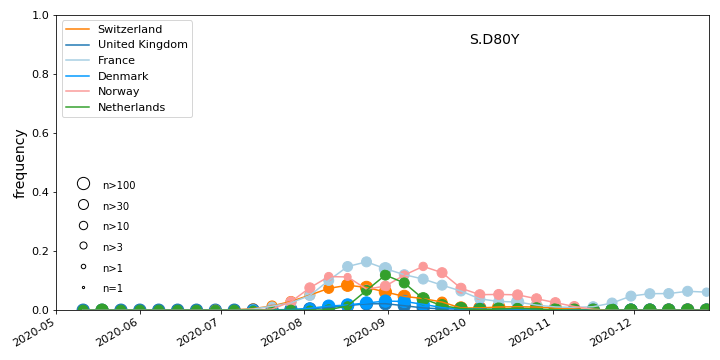 S.D80Y
Switzerland
United Kingdom
France
Denmark
Norway
Netherlands
n>100
n>30
n>10
n>3
n>1
n=1
frequency
1.0
0.8
0.6
0.4
0.2
0.0
2020-05
2020-06
2020-07
2020-08
2020-09
2020-10
2020-11
2020-12